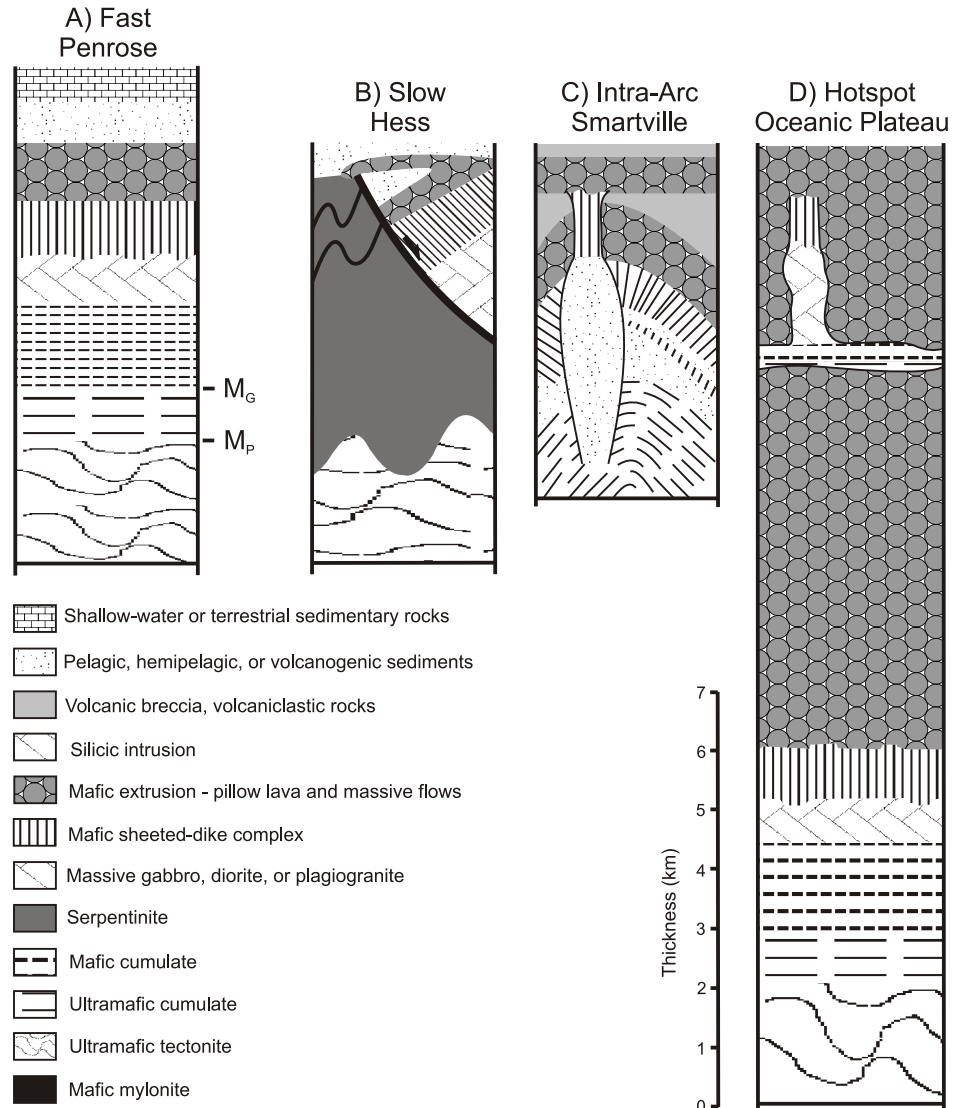 A) Fast
Penrose
B) Slow
Hess
C) Intra-Arc
Smartville
D) Hotspot
Oceanic Plateau
M_G
M_P
Shallow-water or terrestrial sedimentary rocks
Pelagic, hemipelagic, or volcanogenic sediments
Volcanic breccia, volcaniclastic rocks
Silicic intrusion
Mafic extrusion - pillow lava and massive flows
Mafic sheeted-dike complex
Massive gabbro, diorite, or plagiogranite
Serpentinite
Mafic cumulate
Ultramafic cumulate
Ultramafic tectonite
Mafic mylonite
Thickness (km)
7
6
5
4
3
2
1
0